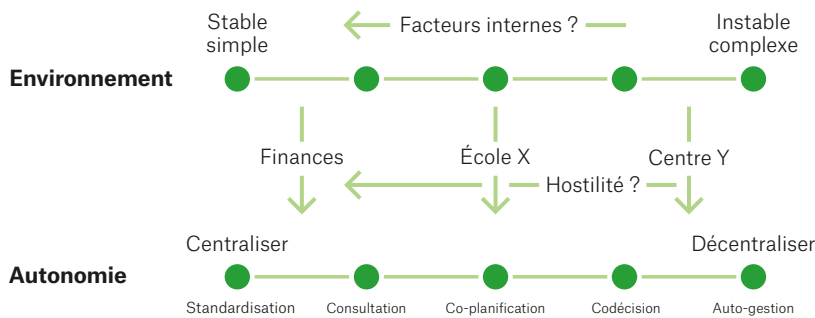 Stable
simple
Facteurs internes ?
Instable
complexe
Environnement
Finances
École X
Centre Y
Hostilité ?
Centraliser
Décentraliser
Autonomie
Standardisation
Consultation
Co-planification
Codécision
Auto-gestion